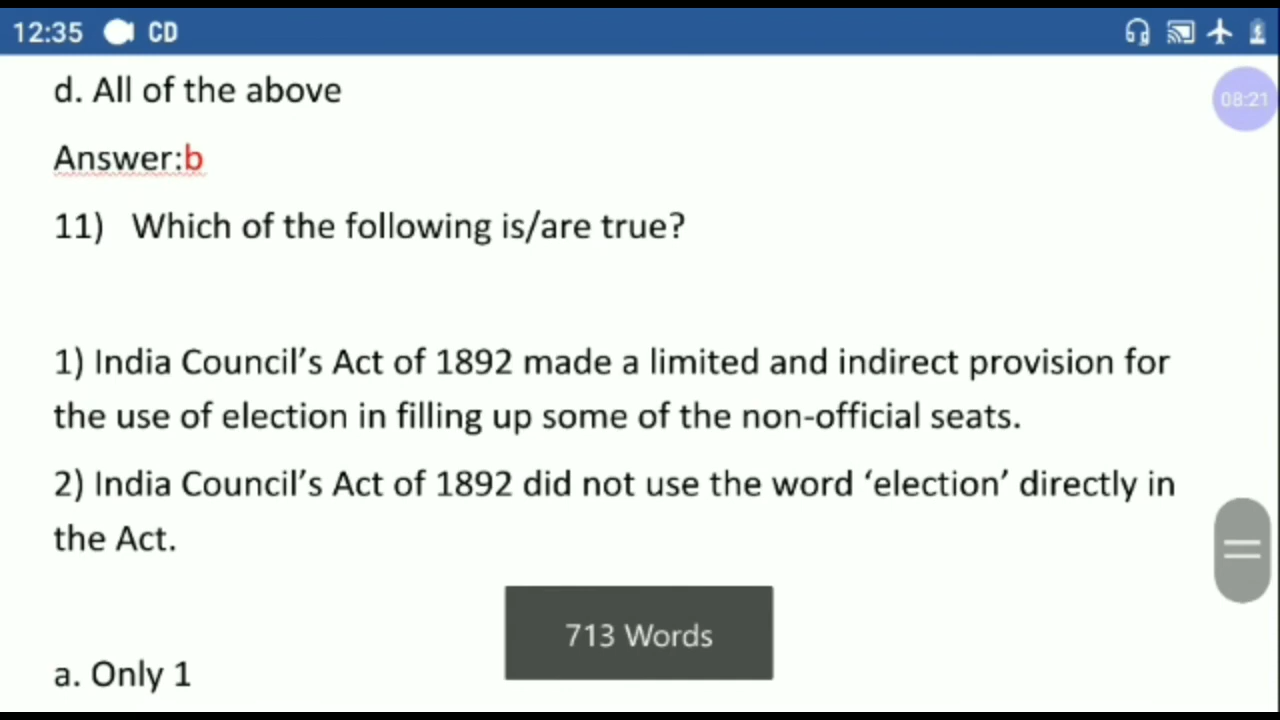 12:35 CD
08:21
d. All of the above
Answer:b
11) Which of the following is/are true?
1) India Council’s Act of 1892 made a limited and indirect provision for
the use of election in filling up some of the non-official seats.
2) India Council’s Act of 1892 did not use the word ‘election’ directly in
the Act.
713 Words
a. Only 1